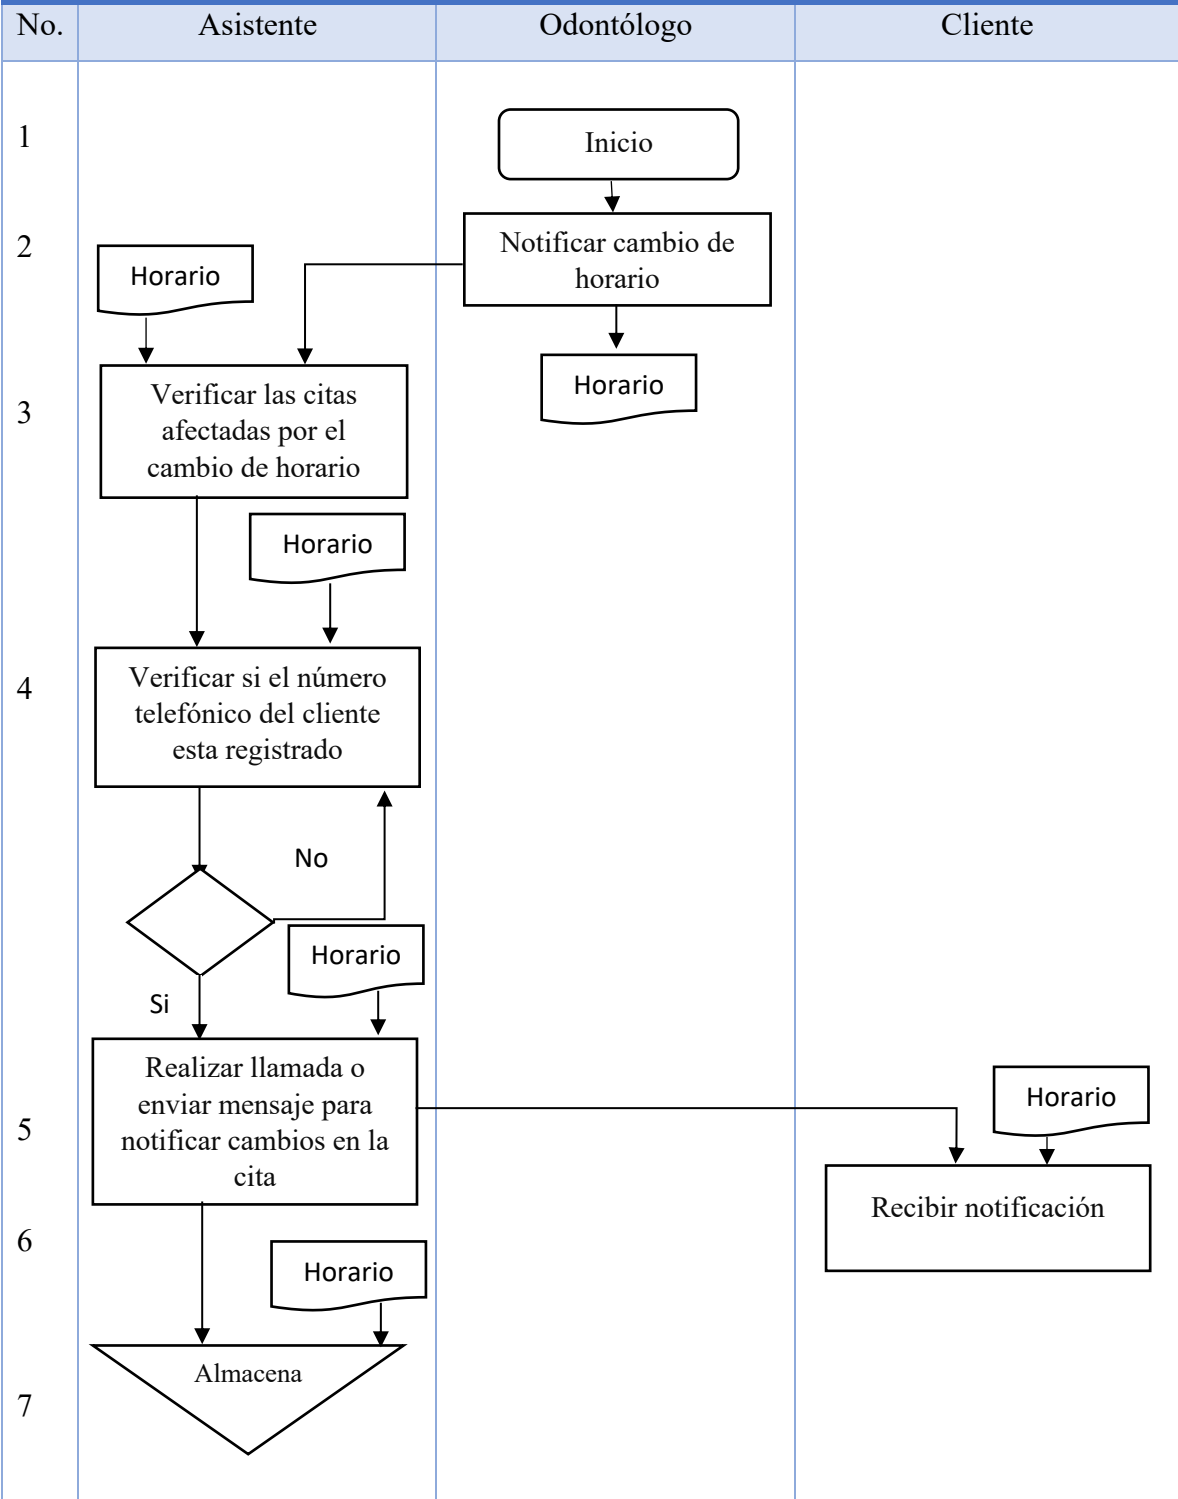 No.
Asistente
Odontólogo
Cliente
1
Inicio
2
Notificar cambio de
horario
Horario
Horario
3
Verificar las citas
afectadas por el
cambio de horario
Horario
4
Verificar si el número
telefónico del cliente
esta registrado
No
Horario
Si
5
Realizar llamada o
enviar mensaje para
notificar cambios en la
cita
Horario
Recibir notificación
6
Horario
7
Almacena